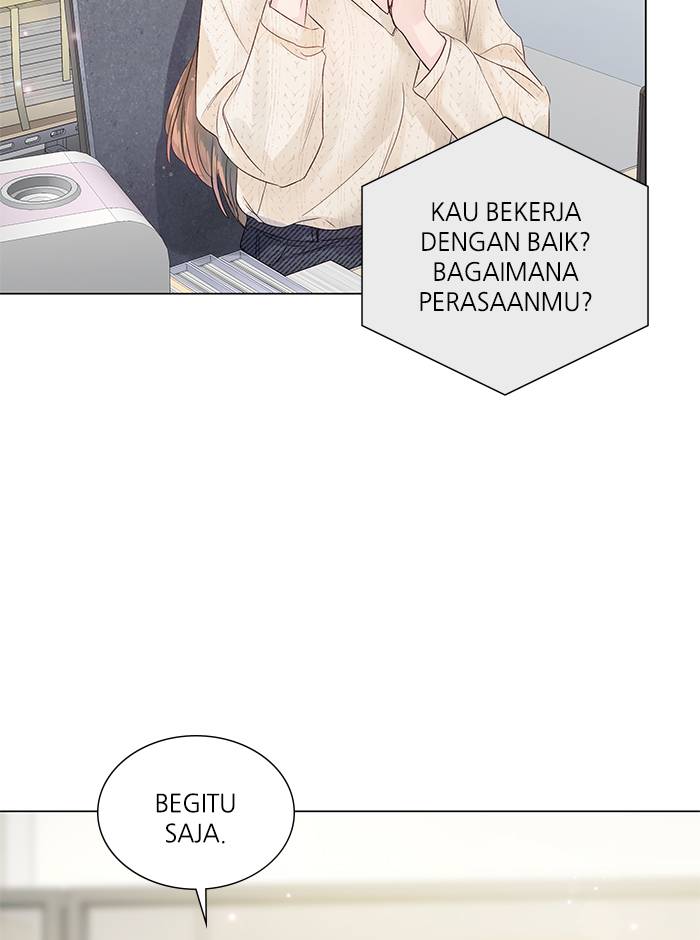 KAU BEKERJA
DENGAN BAIK?
BAGAIMANA
PERASAANMU?
BEGITU
SAJA.